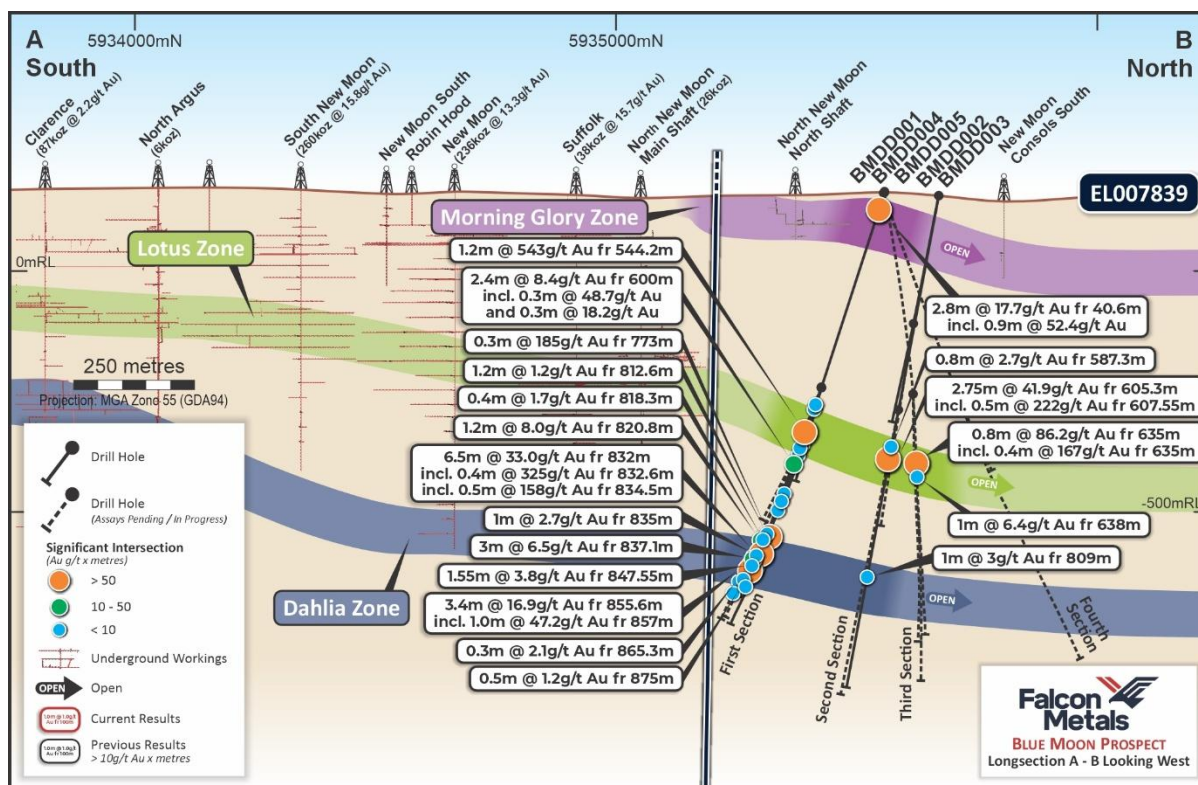 A
South
5934000mN
5935000mN
B
North
Clarence
(87koz @ 2.2g/t Au)
North Argus
(6koz)
South New Moon
(260koz @ 15.8g/t Au)
New Moon South
Robin Hood
New Moon
(236koz @ 13.3g/t Au)
Suffolk
(38koz @ 15.7g/t Au)
North New Moon
Main Shaft (26koz)
North New Moon
North Shaft
BMDD001
BMDD004
BMDD005
BMDD002
BMDD003
New Moon
Consols South
EL007839
Morning Glory Zone
Lotus Zone
0mRL
OPEN
1.2m @ 543g/t Au fr 544.2m
2.4m @ 8.4g/t Au fr 600m
incl. 0.3m @ 48.7g/t Au
and 0.3m @ 18.2g/t Au
0.3m @ 185g/t Au fr 773m
1.2m @ 1.2g/t Au fr 812.6m
0.4m @ 1.7g/t Au fr 818.3m
1.2m @ 8.0g/t Au fr 820.8m
6.5m @ 33.0g/t Au fr 832m
incl. 0.4m @ 325g/t Au fr 832.6m
incl. 0.5m @ 158g/t Au fr 834.5m
1m @ 2.7g/t Au fr 835m
3m @ 6.5g/t Au fr 837.1m
1.55m @ 3.8g/t Au fr 847.55m
3.4m @ 16.9g/t Au fr 855.6m
incl. 1.0m @ 47.2g/t Au fr 857m
0.3m @ 2.1g/t Au fr 865.3m
0.5m @ 1.2g/t Au fr 875m
2.8m @ 17.7g/t Au fr 40.6m
incl. 0.9m @ 52.4g/t Au
0.8m @ 2.7g/t Au fr 587.3m
2.75m @ 41.9g/t Au fr 605.3m
incl. 0.5m @ 222g/t Au fr 607.55m
0.8m @ 86.2g/t Au fr 635m
incl. 0.4m @ 167g/t Au fr 635m
OPEN
-500mRL
1m @ 6.4g/t Au fr 638m
1m @ 3g/t Au fr 809m
OPEN
250 metres
Projection: MGA Zone 55 (GDA94)
Dahlia Zone
First Section
Second Section
Third Section
Fourth
Section
Drill Hole
Drill Hole
(Assays Pending / In Progress)
Significant Intersection
(Au g/t x metres)
> 50
10 - 50
< 10
Underground Workings
OPEN
Open
1.0m @ 1.0g/t
Au fr 100m
Current Results
1.0m @ 1.0g/t
Au fr 100m
Previous Results
> 10g/t Au x metres
Falcon
Metals
BLUE MOON PROSPECT
Longsection A - B Looking West